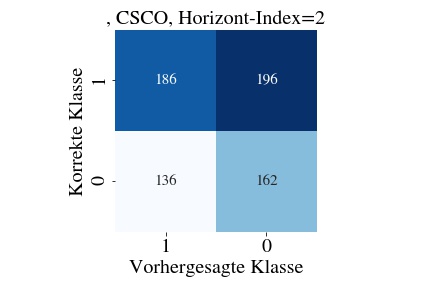 , CSCO, Horizont-Index=2
Korrekte Klasse
1
186
196
0
136
162
1
0
Vorhergesagte Klasse